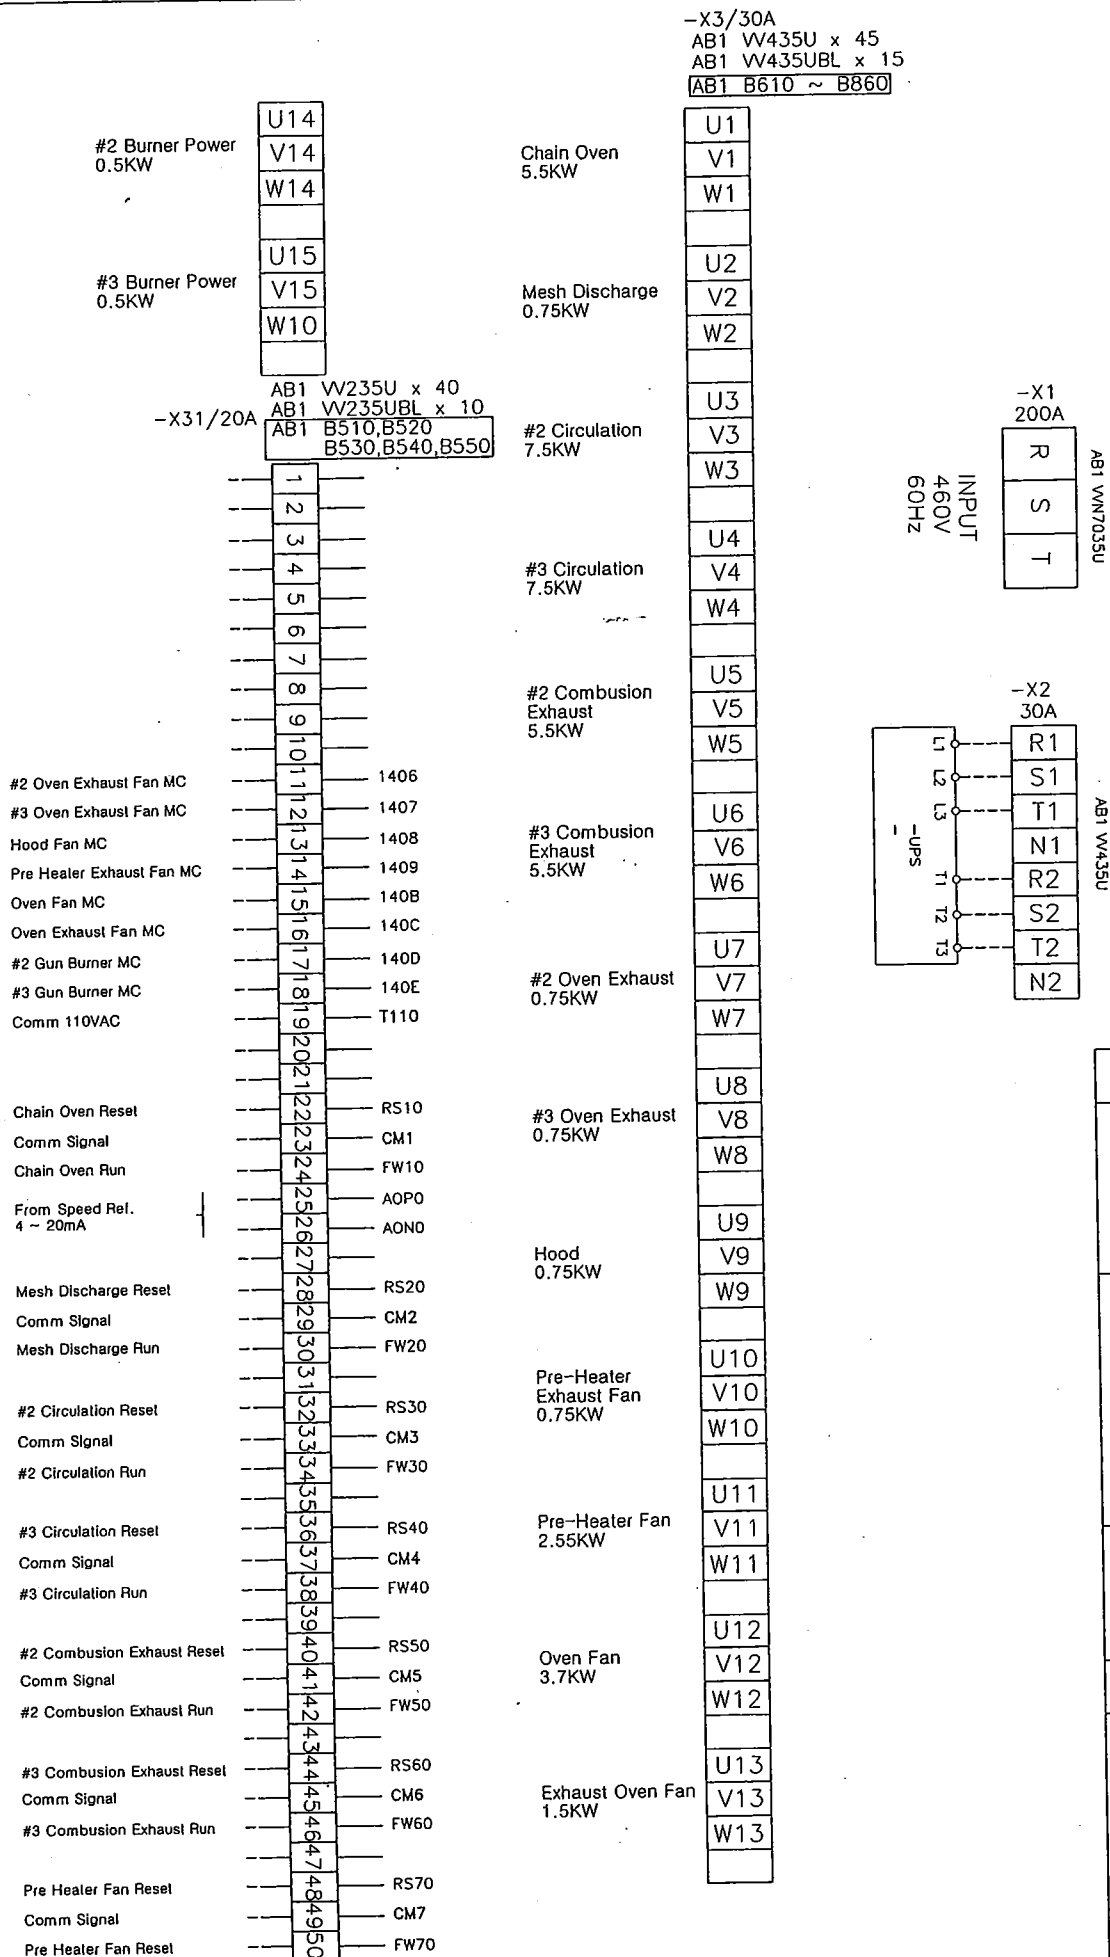 -X3/30A
AB1 VV435U x 45
AB1 VV435UBL x 15
AB1 B610 ~ B860
#2 Burner Power
0.5KW
U14
V14
W14
#3 Burner Power
0.5KW
U15
V15
W10
-X31/20A
AB1 VV235U x 40
AB1 VV235UBL x 10
AB1 B510,B520
B530,B540,B550
1
2
3
4
5
6
7
8
9
10
#2 Oven Exhaust Fan MC 11 1406
#3 Oven Exhaust Fan MC 12 1407
Hood Fan MC 13 1408
Pre Heater Exhaust Fan MC 14 1409
Oven Fan MC 15 140B
Oven Exhaust Fan MC 16 140C
#2 Gun Burner MC 17 140D
#3 Gun Burner MC 18 140E
Comm 110VAC 19 T110
20
21
Chain Oven Reset 22 RS10
Comm Signal 23 CM1
Chain Oven Run 24 FW10
From Speed Ref.
4 ~ 20mA
25 AOP0
26 AON0
27
Mesh Discharge Reset 28 RS20
Comm Signal 29 CM2
Mesh Discharge Run 30 FW20
31
#2 Circulation Reset 32 RS30
Comm Signal 33 CM3
#2 Circulation Run 34 FW30
35
#3 Circulation Reset 36 RS40
Comm Signal 37 CM4
#3 Circulation Run 38 FW40
39
#2 Combusion Exhaust Reset 40 RS50
Comm Signal 41 CM5
#2 Combusion Exhaust Run 42 FW50
43
#3 Combusion Exhaust Reset 44 RS60
Comm Signal 45 CM6
#3 Combusion Exhaust Run 46 FW60
47
Pre Heater Fan Reset 48 RS70
Comm Signal 49 CM7
Pre Heater Fan Reset 50 FW70
Chain Oven
5.5KW
U1
V1
W1
Mesh Discharge
0.75KW
U2
V2
W2
#2 Circulation
7.5KW
U3
V3
W3
#3 Circulation
7.5KW
U4
V4
W4
#2 Combusion
Exhaust
5.5KW
U5
V5
W5
#3 Combusion
Exhaust
5.5KW
U6
V6
W6
#2 Oven Exhaust
0.75KW
U7
V7
W7
#3 Oven Exhaust
0.75KW
U8
V8
W8
Hood
0.75KW
U9
V9
W9
Pre-Heater
Exhaust Fan
0.75KW
U10
V10
W10
Pre-Heater Fan
2.55KW
U11
V11
W11
Oven Fan
3.7KW
U12
V12
W12
Exhaust Oven Fan
1.5KW
U13
V13
W13
-X1
200A
R
S
T
AB1 VVN7035U
INPUT
460V
60Hz
-X2
30A
L1 R1
L2 S1
L3 T1
N1
T1 R2
T2 S2
T3 T2
N2
-UPS
-
AB1 VV435U